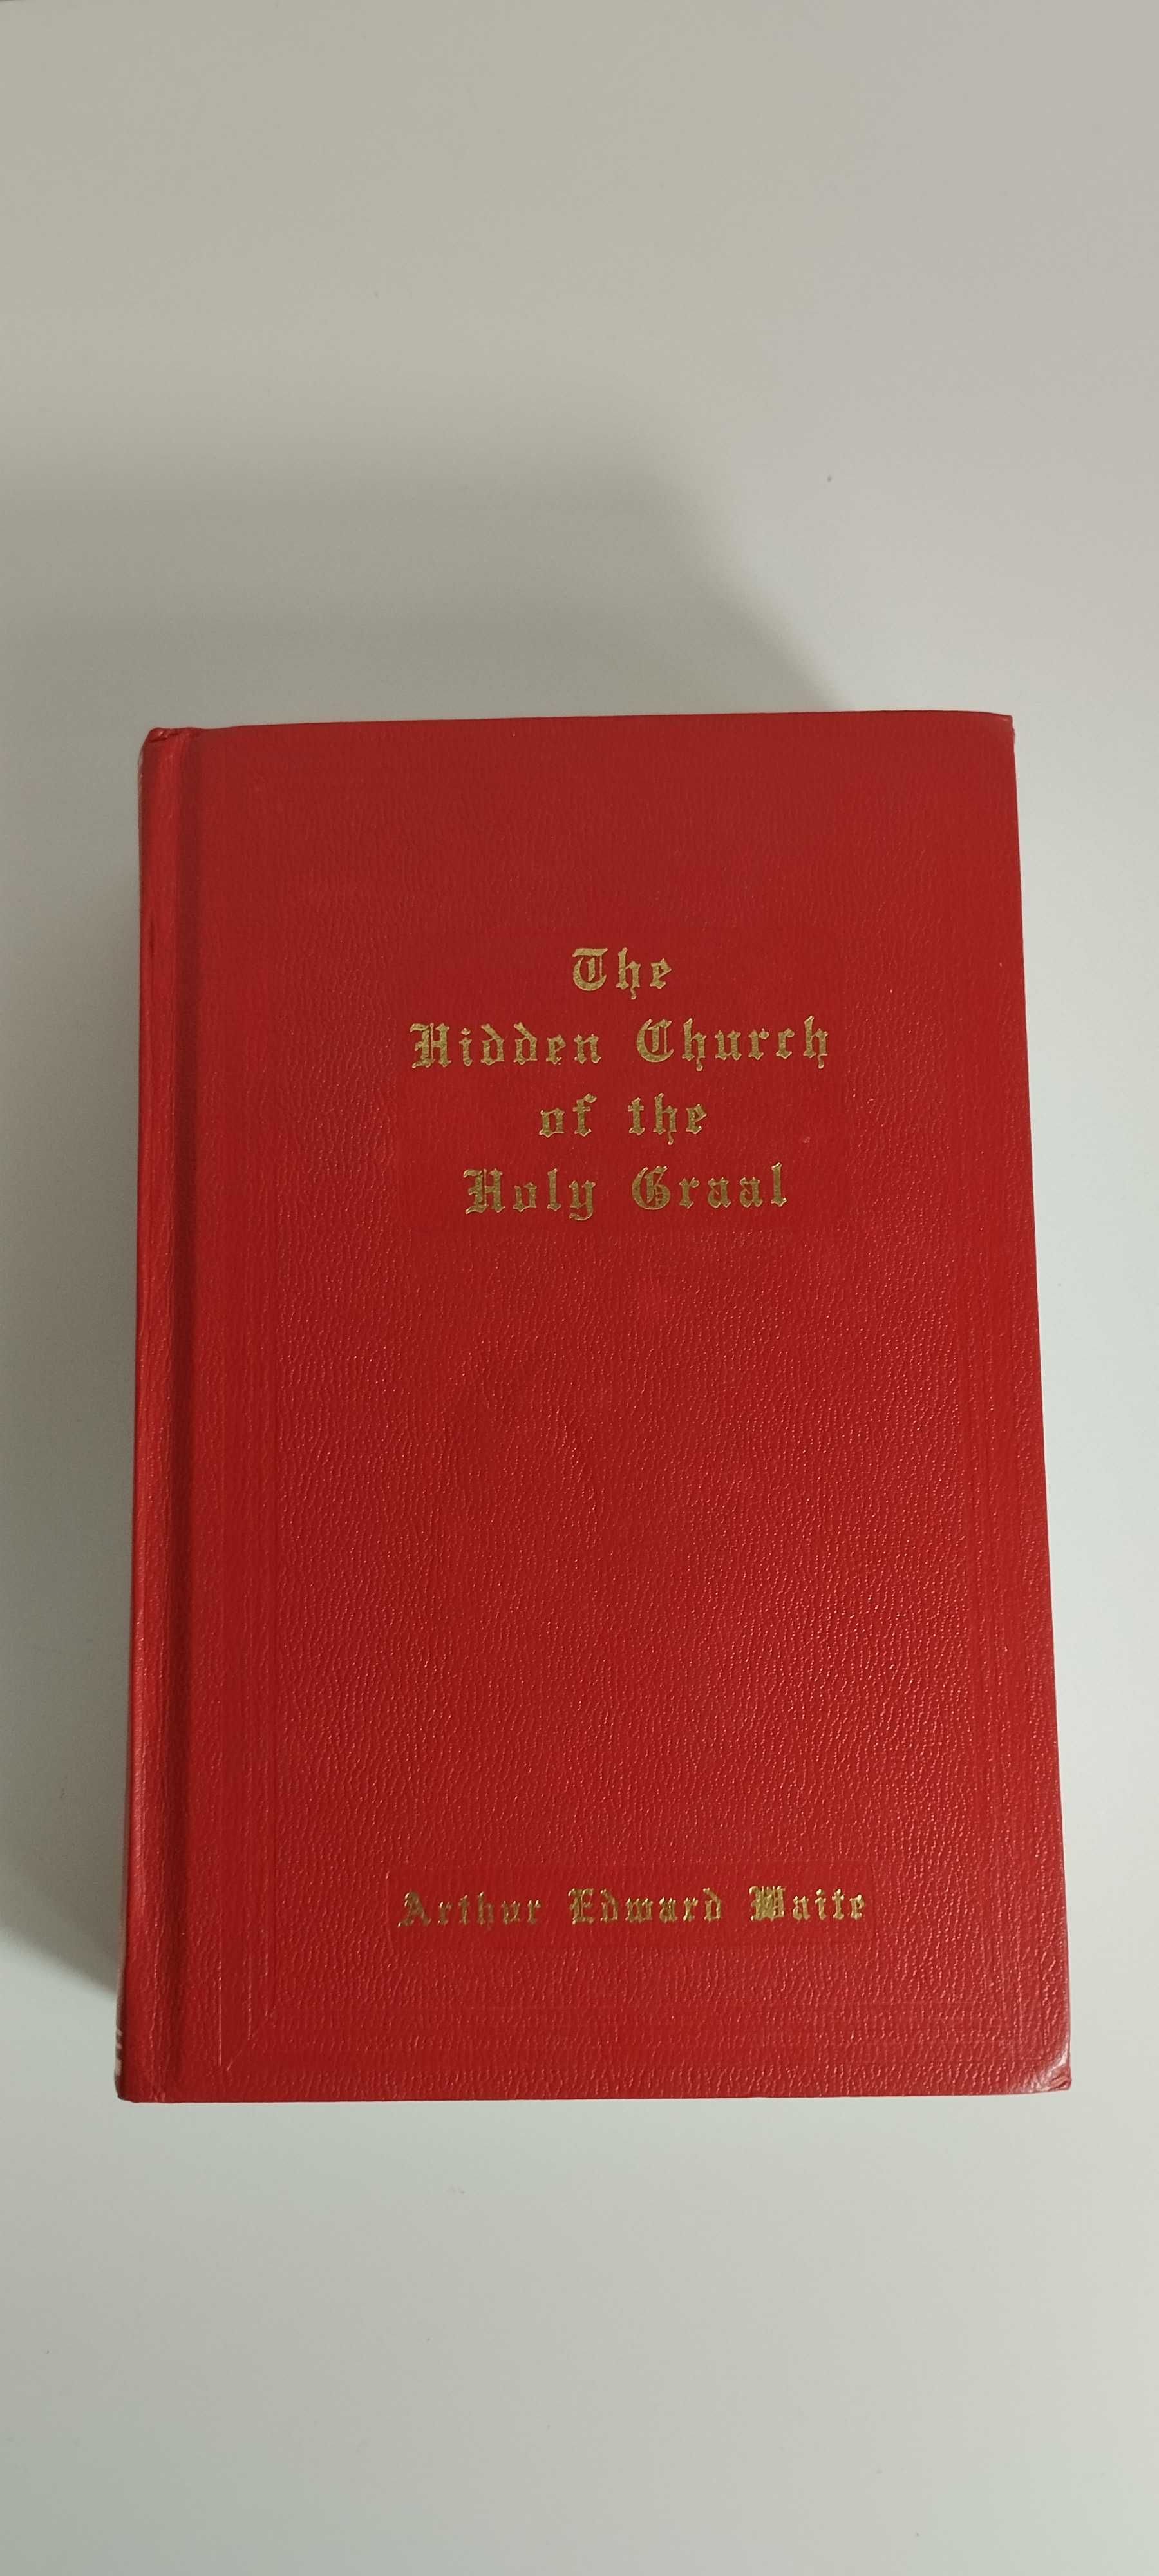 The
Hidden Church
of the
Holy Graal
Arthur Edward Waite